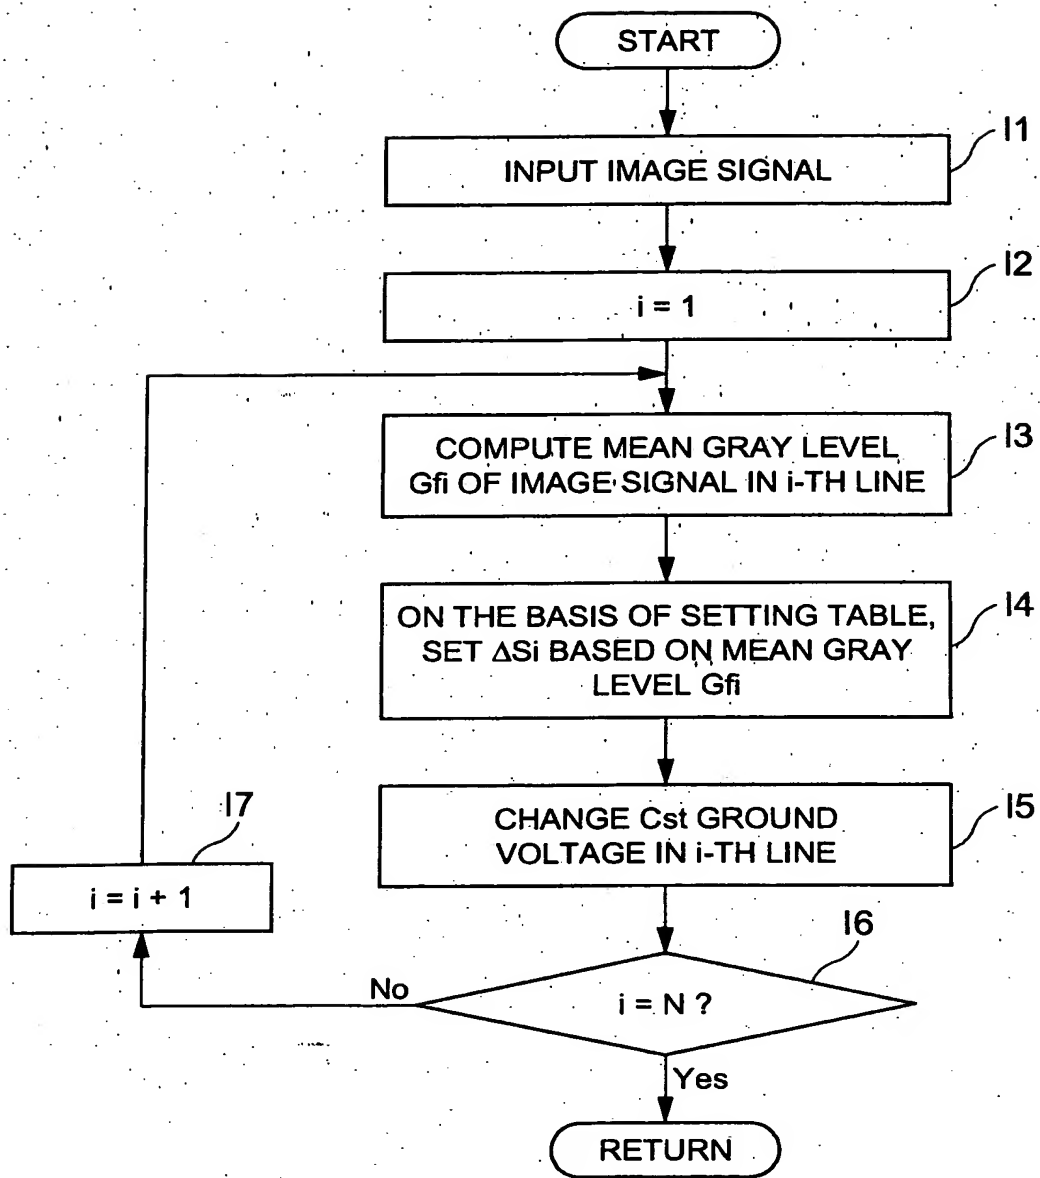 START
I1
INPUT IMAGE SIGNAL
I2
i = 1
I3
COMPUTE MEAN GRAY LEVEL
Gfi OF IMAGE SIGNAL IN i-TH LINE
I4
ON THE BASIS OF SETTING TABLE,
SET ΔSi BASED ON MEAN GRAY
LEVEL Gfi
I5
CHANGE Cst GROUND
VOLTAGE IN i-TH LINE
I7
i = i + 1
I6
i = N ?
No
Yes
RETURN